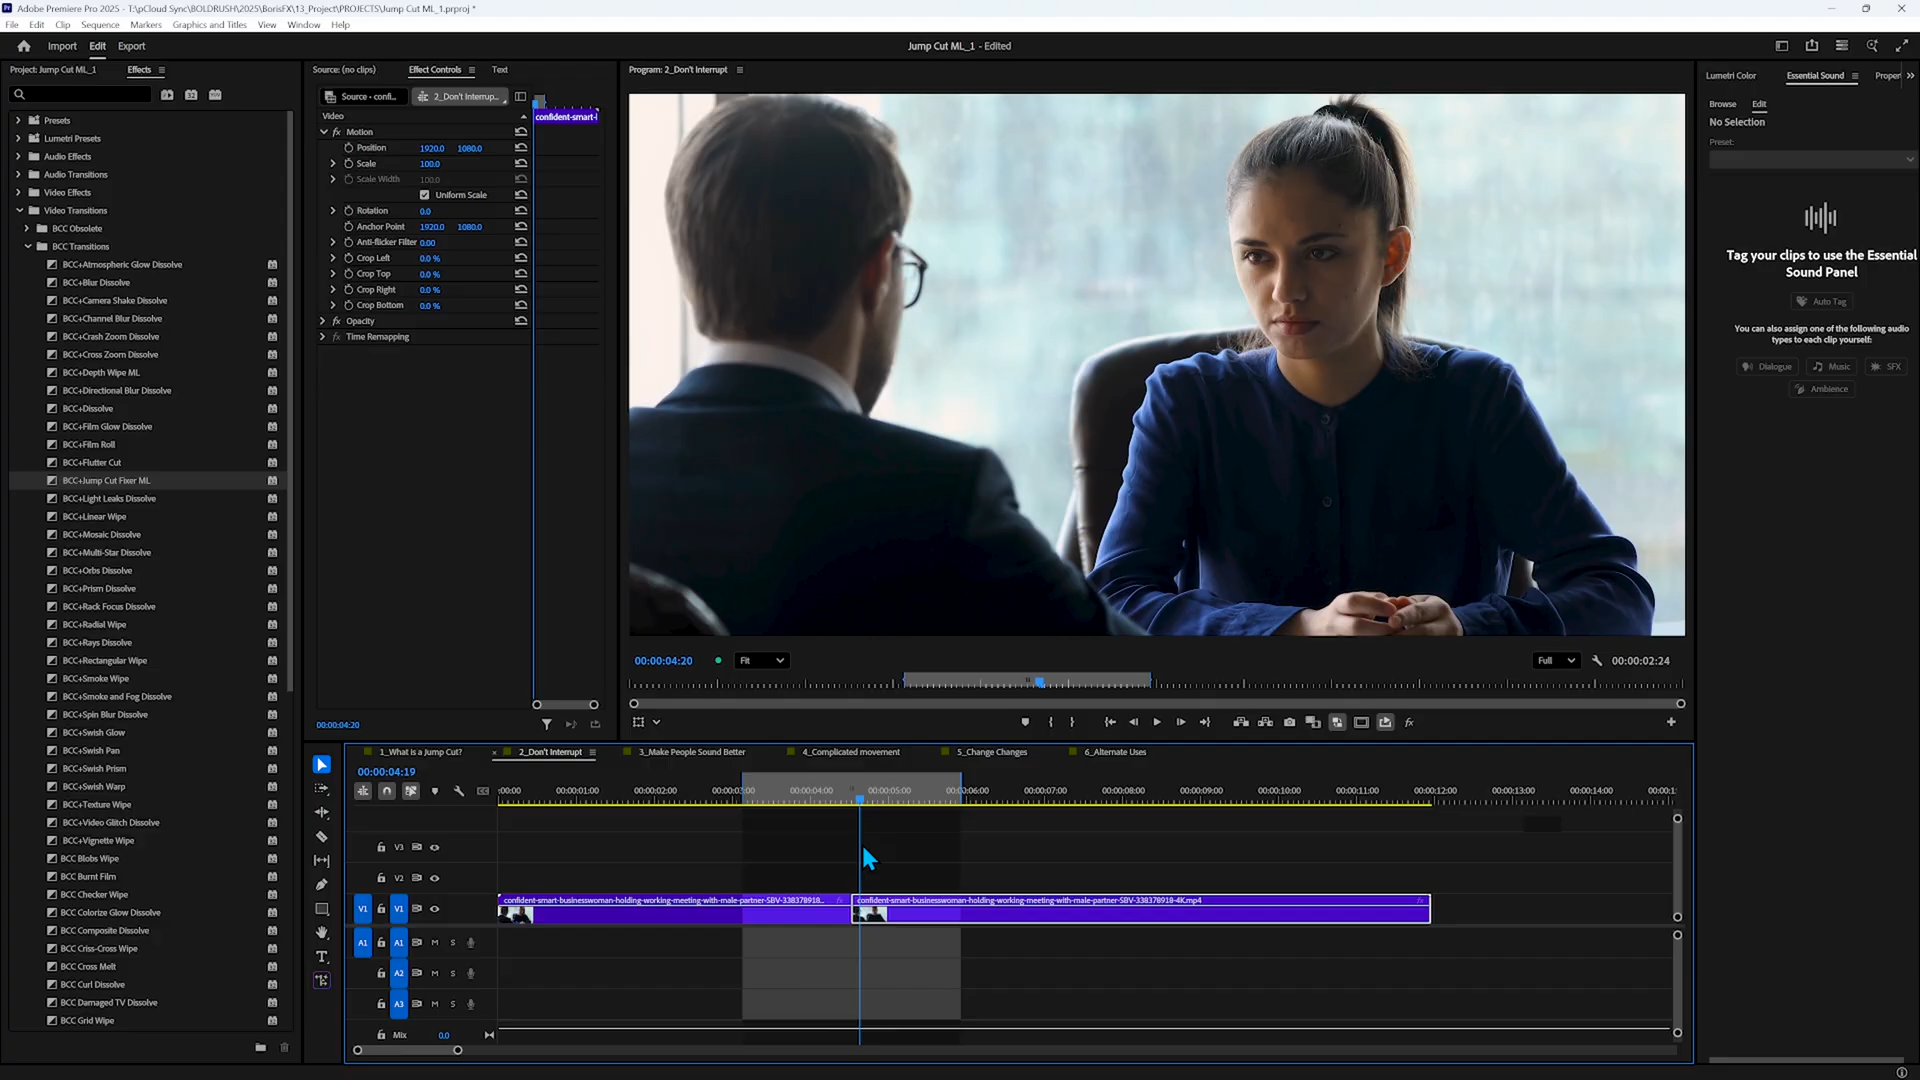 Adobe Premiere Pro 2025 - T:\pCloud Sync\BOLDRUSH\2025\BorisFX\13_Project\PROJECTS\Jump Cut ML_1.prproj *
File Edit Clip Sequence Markers Graphics and Titles View Window Help
Import Edit Export
Jump Cut ML_1 - Edited
Project: Jump Cut ML_1 Effects
Presets
Lumetri Presets
Audio Effects
Audio Transitions
Video Effects
Video Transitions
BCC Obsolete
BCC Transitions
BCC+Atmospheric Glow Dissolve
BCC+Blur Dissolve
BCC+Camera Shake Dissolve
BCC+Channel Blur Dissolve
BCC+Crash Zoom Dissolve
BCC+Cross Zoom Dissolve
BCC+Depth Wipe ML
BCC+Directional Blur Dissolve
BCC+Dissolve
BCC+Film Glow Dissolve
BCC+Film Roll
BCC+Flutter Cut
BCC+Jump Cut Fixer ML
BCC+Light Leaks Dissolve
BCC+Linear Wipe
BCC+Mosaic Dissolve
BCC+Multi-Star Dissolve
BCC+Orbs Dissolve
BCC+Prism Dissolve
BCC+Rack Focus Dissolve
BCC+Radial Wipe
BCC+Rays Dissolve
BCC+Rectangular Wipe
BCC+Smoke Wipe
BCC+Smoke and Fog Dissolve
BCC+Spin Blur Dissolve
BCC+Swish Glow
BCC+Swish Pan
BCC+Swish Prism
BCC+Swish Warp
BCC+Texture Wipe
BCC+Video Glitch Dissolve
BCC+Vignette Wipe
BCC Blobs Wipe
BCC Burnt Film
BCC Checker Wipe
BCC Colorize Glow Dissolve
BCC Composite Dissolve
BCC Criss-Cross Wipe
BCC Cross Melt
BCC Curl Dissolve
BCC Damaged TV Dissolve
BCC Grid Wipe
Source: (no clips) Effect Controls Text
Source - confi... 2_Don't Interrup...
Video
confident-smart-l
fx Motion
Position 1920.0 1080.0
Scale 100.0
Scale Width 100.0
Uniform Scale
Rotation 0.0
Anchor Point 1920.0 1080.0
Anti-flicker Filter 0.00
Crop Left 0.0 %
Crop Top 0.0 %
Crop Right 0.0 %
Crop Bottom 0.0 %
fx Opacity
fx Time Remapping
00:00:04:20
Program: 2_Don't Interrupt
00:00:04:20 Fit Full 00:00:02:24
fx
Lumetri Color Essential Sound Proper
Browse Edit
No Selection
Preset:
Tag your clips to use the Essential
Sound Panel
Auto Tag
You can also assign one of the following audio
types to each clip yourself:
Dialogue Music SFX
Ambience
1_What is a Jump Cut? × 2_Don't Interrupt 3_Make People Sound Better 4_Complicated movement 5_Change Changes 6_Alternate Uses
00:00:04:19
:00:00 00:00:01:00 00:00:02:00 00:00:03:00 00:00:04:00 00:00:05:00 00:00:06:00 00:00:07:00 00:00:08:00 00:00:09:00 00:00:10:00 00:00:11:00 00:00:12:00 00:00:13:00 00:00:14:00 00:00:1
V3
V2
V1 V1
confident-smart-businesswoman-holding-working-meeting-with-male-partner-SBV-338378918... fx
confident-smart-businesswoman-holding-working-meeting-with-male-partner-SBV-338378918-4K.mp4 fx
A1 A1 M S
A2 M S
A3 M S
Mix 0.0